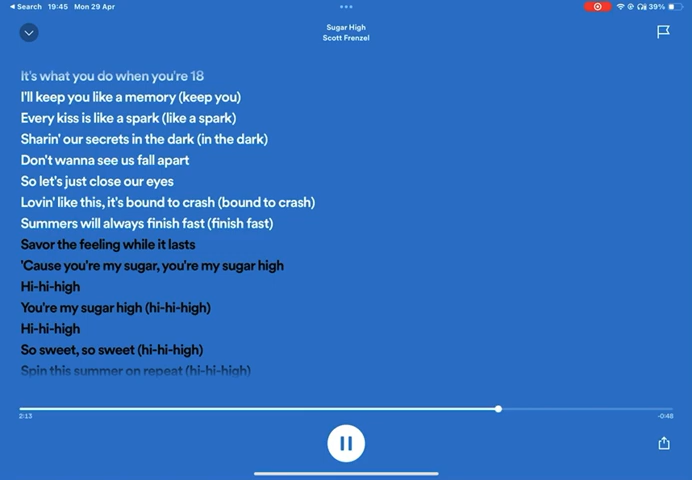 Search 19:45 Mon 29 Apr 39%
Sugar High
Scott Frenzel
It's what you do when you're 18
I'll keep you like a memory (keep you)
Every kiss is like a spark (like a spark)
Sharin' our secrets in the dark (in the dark)
Don't wanna see us fall apart
So let's just close our eyes
Lovin' like this, it's bound to crash (bound to crash)
Summers will always finish fast (finish fast)
Savor the feeling while it lasts
'Cause you're my sugar, you're my sugar high
Hi-hi-high
You're my sugar high (hi-hi-high)
Hi-hi-high
So sweet, so sweet (hi-hi-high)
Spin this summer on repeat (hi-hi-high)
2:13 -0:48